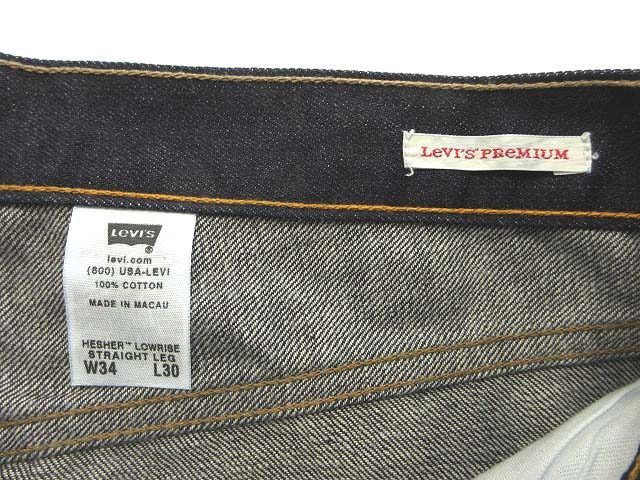 LeVI'S® PReMIUM
Levi's
®
levi.com
(800) USA-LEVI
100% COTTON
MADE IN MACAU
HESHER™ LOWRISE
STRAIGHT LEG
W34 L30